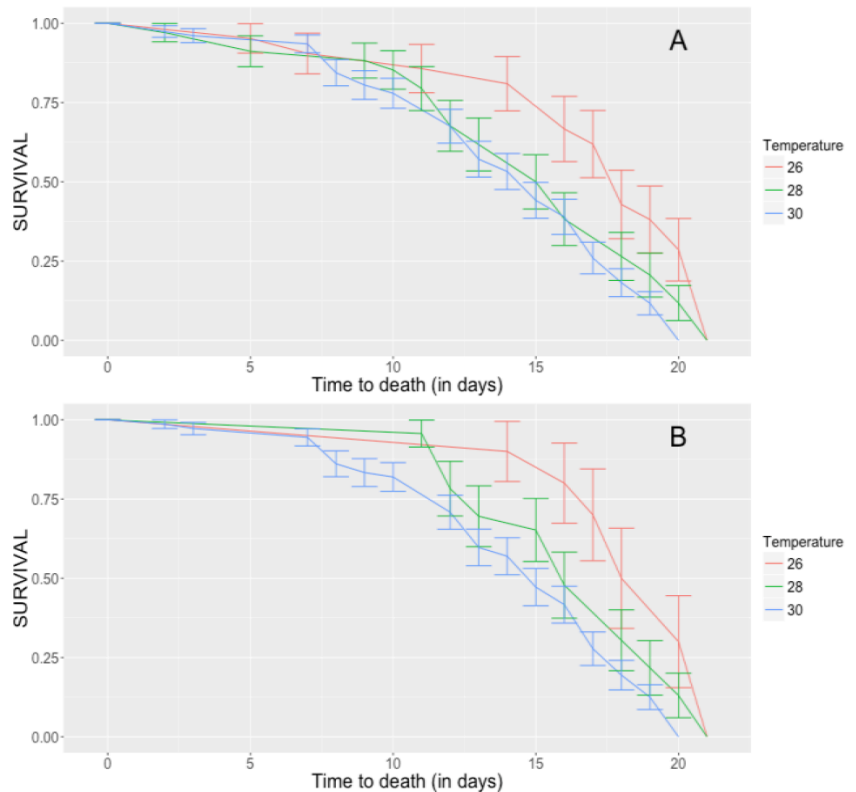 A
1.00
0.75
0.50
0.25
0.00
SURVIVAL
0 5 10 15 20
Time to death (in days)
Temperature
26
28
30
B
1.00
0.75
0.50
0.25
0.00
SURVIVAL
0 5 10 15 20
Time to death (in days)
Temperature
26
28
30